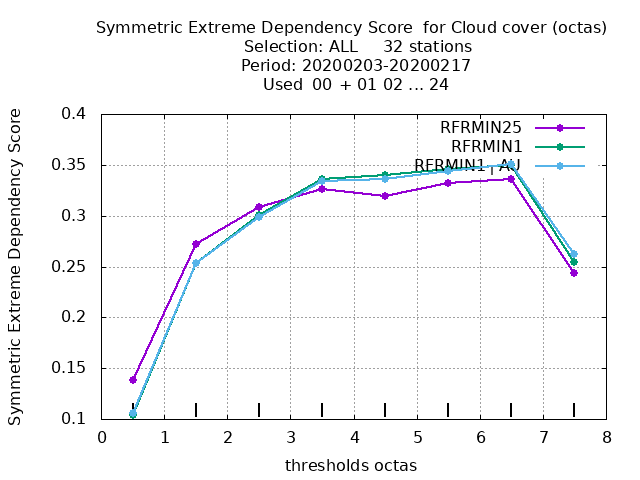 Symmetric Extreme Dependency Score for Cloud cover (octas)
Selection: ALL 32 stations
Period: 20200203-20200217
Used 00 + 01 02 ... 24
Symmetric Extreme Dependency Score
0.4
0.35
0.3
0.25
0.2
0.15
0.1
RFRMIN25
RFRMIN1
RFRMIN1_AU
0 1 2 3 4 5 6 7 8
thresholds octas